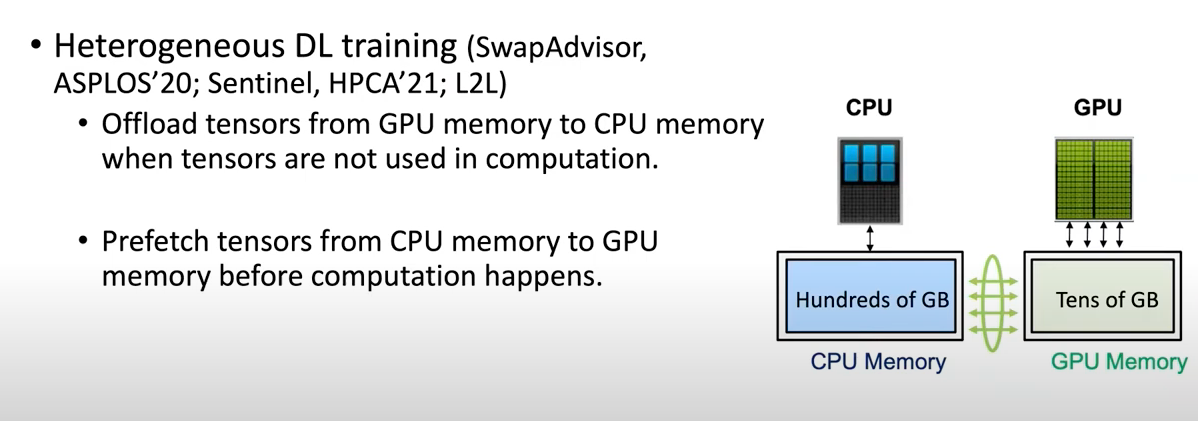 • Heterogeneous DL training (SwapAdvisor,
ASPLOS’20; Sentinel, HPCA’21; L2L)
• Offload tensors from GPU memory to CPU memory
when tensors are not used in computation.
• Prefetch tensors from CPU memory to GPU
memory before computation happens.
CPU
GPU
Hundreds of GB
Tens of GB
CPU Memory
GPU Memory